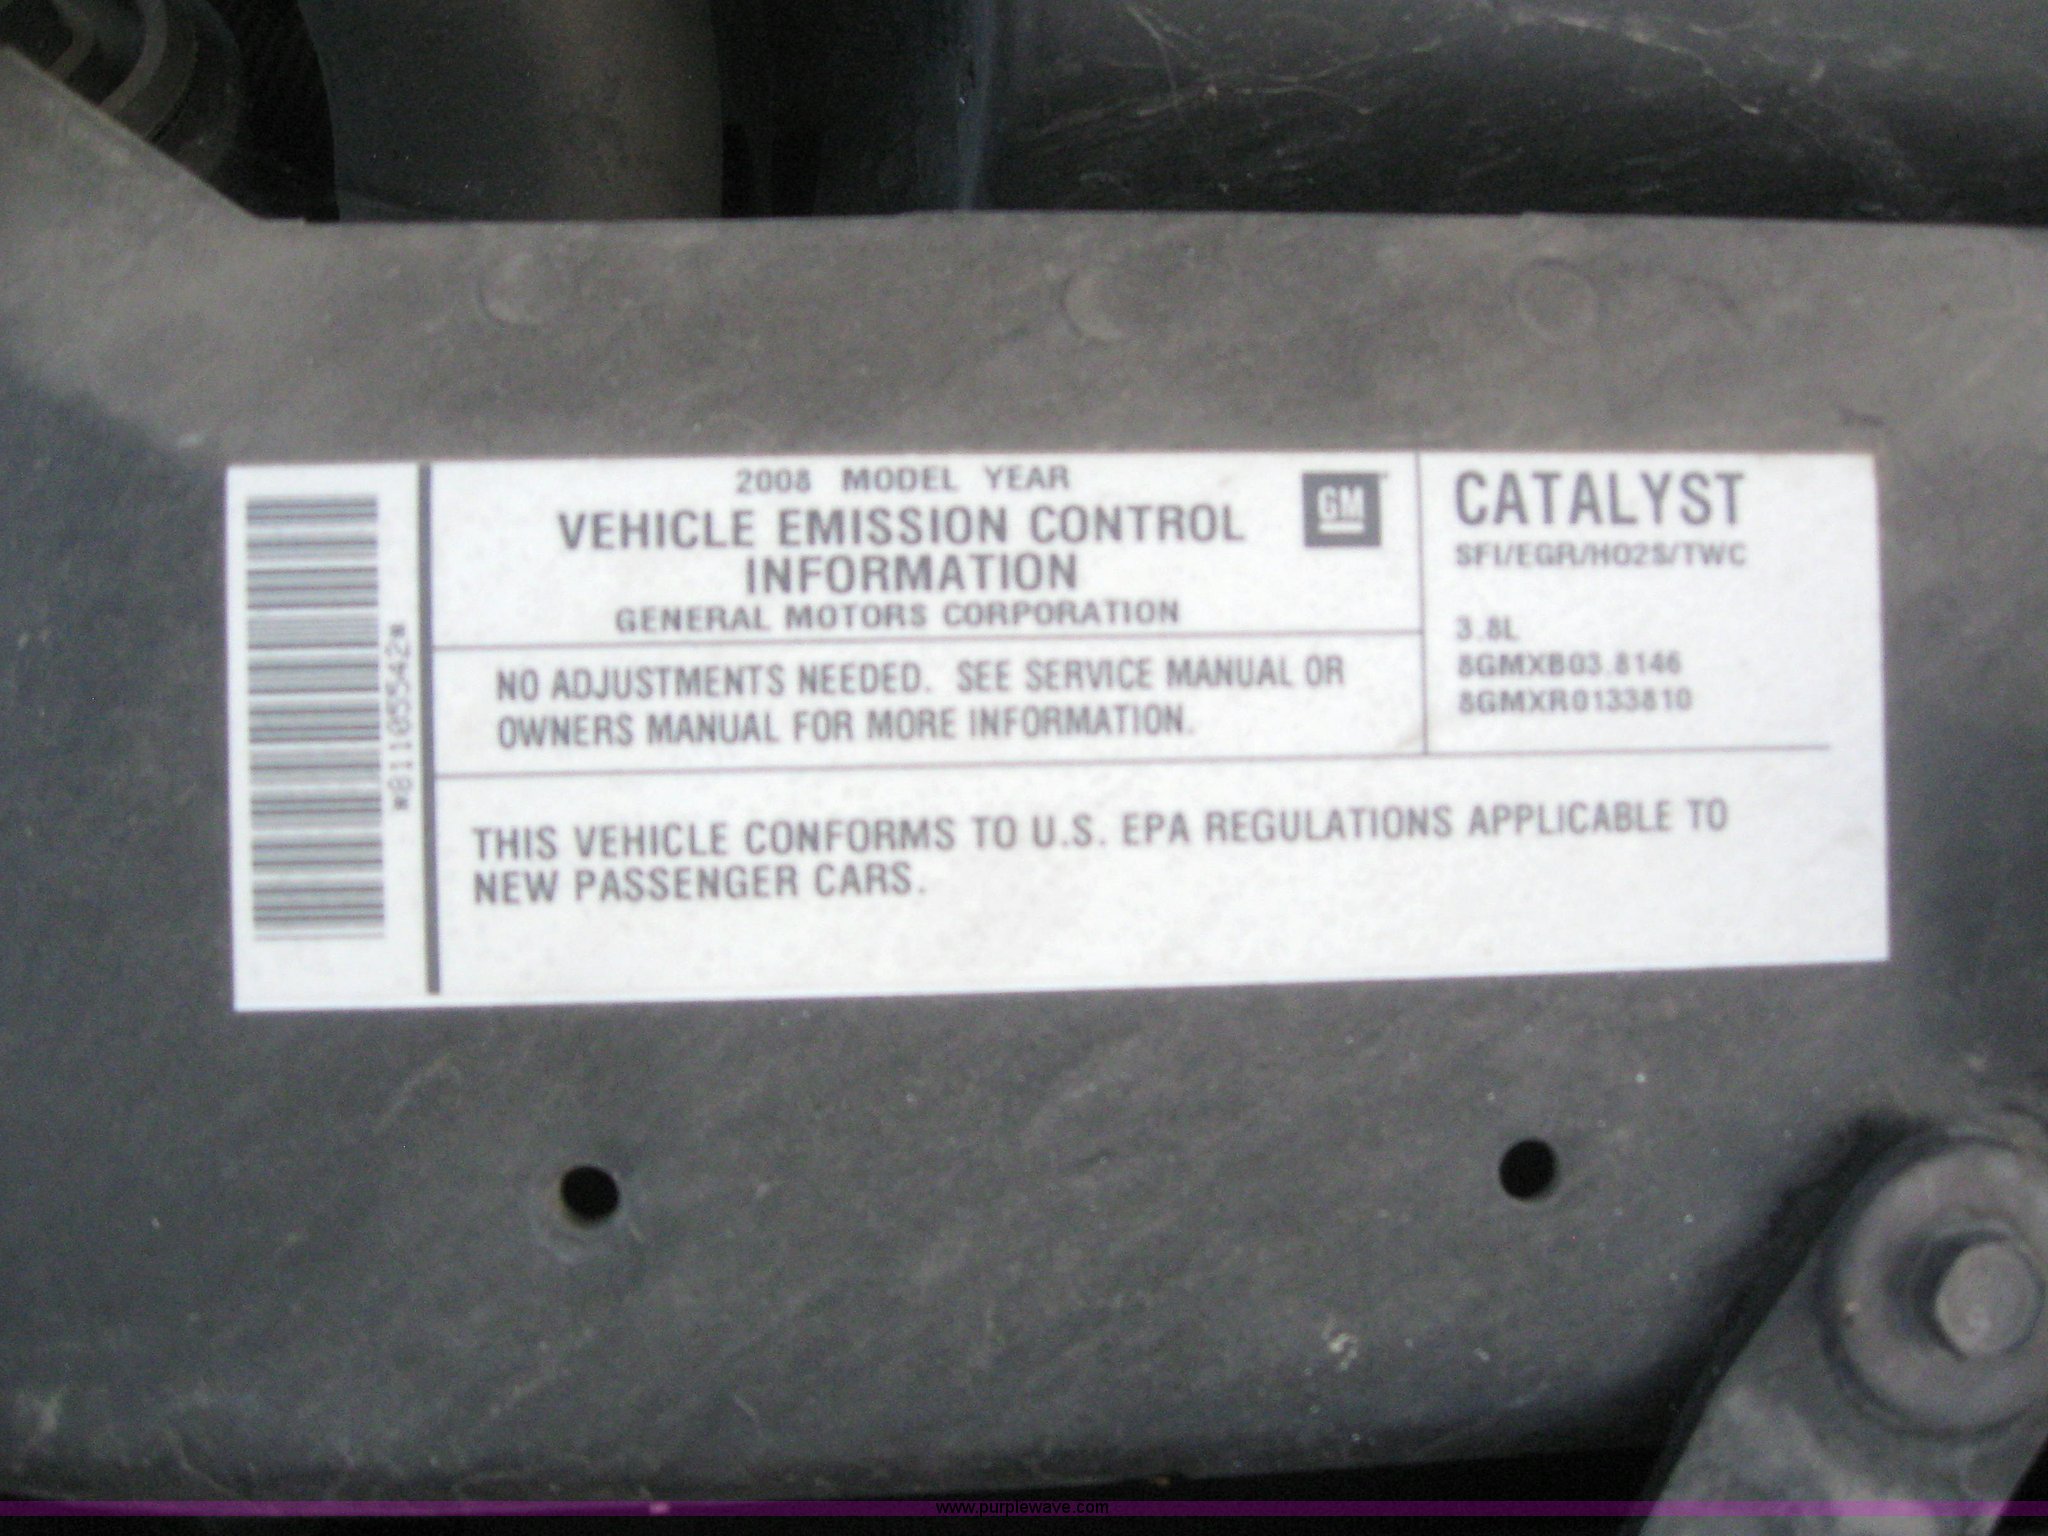 2008 MODEL YEAR
VEHICLE EMISSION CONTROL
INFORMATION
GENERAL MOTORS CORPORATION
GM
NO ADJUSTMENTS NEEDED. SEE SERVICE MANUAL OR
OWNERS MANUAL FOR MORE INFORMATION.
CATALYST
SFI/EGR/HO2S/TWC
3.8L
8GMXB03.8146
8GMXR0133810
THIS VEHICLE CONFORMS TO U.S. EPA REGULATIONS APPLICABLE TO
NEW PASSENGER CARS.
*811055542*
www.purplewave.com